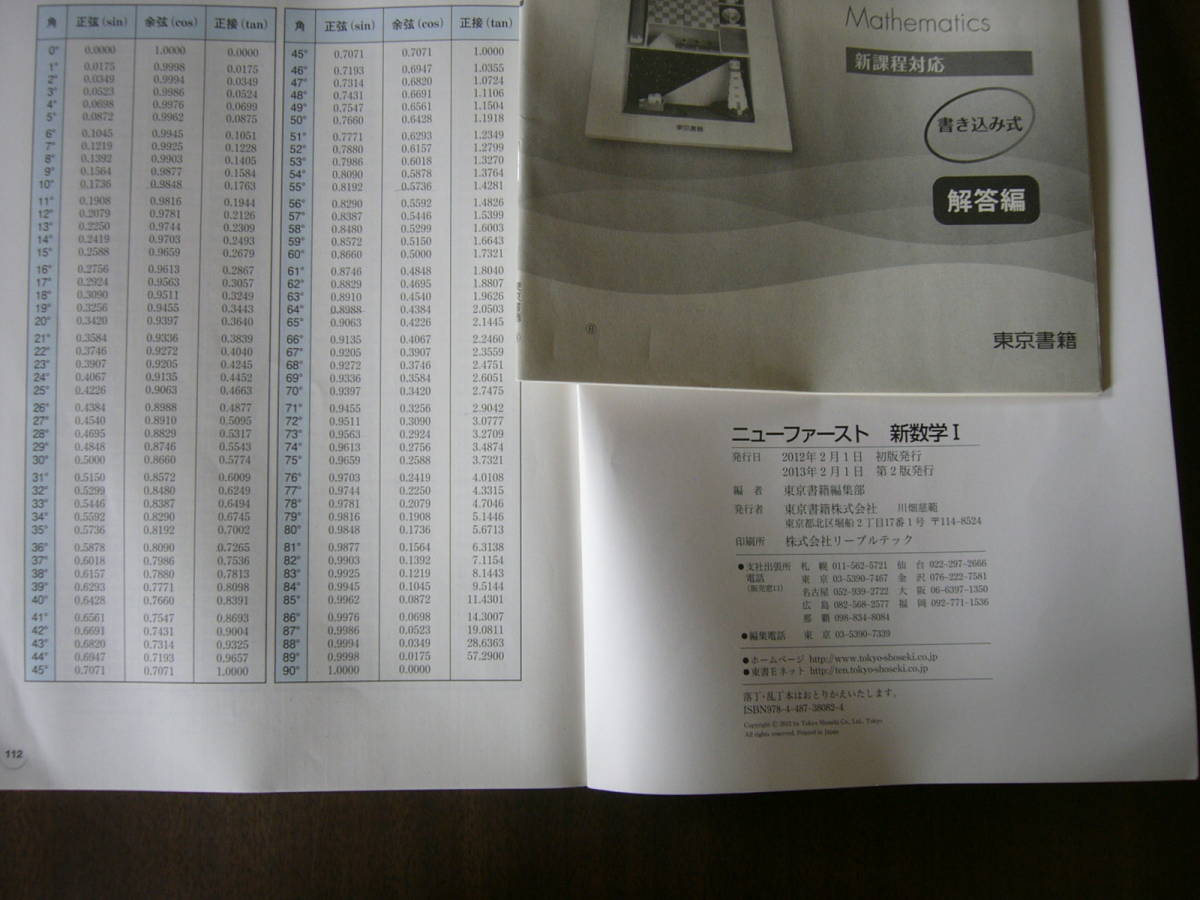 角 正弦 (sin) 余弦 (cos) 正接 (tan)
0° 0.0000 1.0000 0.0000
1° 0.0175 0.9998 0.0175
2° 0.0349 0.9994 0.0349
3° 0.0523 0.9986 0.0524
4° 0.0698 0.9976 0.0699
5° 0.0872 0.9962 0.0875
6° 0.1045 0.9945 0.1051
7° 0.1219 0.9925 0.1228
8° 0.1392 0.9903 0.1405
9° 0.1564 0.9877 0.1584
10° 0.1736 0.9848 0.1763
11° 0.1908 0.9816 0.1944
12° 0.2079 0.9781 0.2126
13° 0.2250 0.9744 0.2309
14° 0.2419 0.9703 0.2493
15° 0.2588 0.9659 0.2679
16° 0.2756 0.9613 0.2867
17° 0.2924 0.9563 0.3057
18° 0.3090 0.9511 0.3249
19° 0.3256 0.9455 0.3443
20° 0.3420 0.9397 0.3640
21° 0.3584 0.9336 0.3839
22° 0.3746 0.9272 0.4040
23° 0.3907 0.9205 0.4245
24° 0.4067 0.9135 0.4452
25° 0.4226 0.9063 0.4663
26° 0.4384 0.8988 0.4877
27° 0.4540 0.8910 0.5095
28° 0.4695 0.8829 0.5317
29° 0.4848 0.8746 0.5543
30° 0.5000 0.8660 0.5774
31° 0.5150 0.8572 0.6009
32° 0.5299 0.8480 0.6249
33° 0.5446 0.8387 0.6494
34° 0.5592 0.8290 0.6745
35° 0.5736 0.8192 0.7002
36° 0.5878 0.8090 0.7265
37° 0.6018 0.7986 0.7536
38° 0.6157 0.7880 0.7813
39° 0.6293 0.7771 0.8098
40° 0.6428 0.7660 0.8391
41° 0.6561 0.7547 0.8693
42° 0.6691 0.7431 0.9004
43° 0.6820 0.7314 0.9325
44° 0.6947 0.7193 0.9657
45° 0.7071 0.7071 1.0000
角 正弦 (sin) 余弦 (cos) 正接 (tan)
45° 0.7071 0.7071 1.0000
46° 0.7193 0.6947 1.0355
47° 0.7314 0.6820 1.0724
48° 0.7431 0.6691 1.1106
49° 0.7547 0.6561 1.1504
50° 0.7660 0.6428 1.1918
51° 0.7771 0.6293 1.2349
52° 0.7880 0.6157 1.2799
53° 0.7986 0.6018 1.3270
54° 0.8090 0.5878 1.3764
55° 0.8192 0.5736 1.4281
56° 0.8290 0.5592 1.4826
57° 0.8387 0.5446 1.5399
58° 0.8480 0.5299 1.6003
59° 0.8572 0.5150 1.6643
60° 0.8660 0.5000 1.7321
61° 0.8746 0.4848 1.8040
62° 0.8829 0.4695 1.8807
63° 0.8910 0.4540 1.9626
64° 0.8988 0.4384 2.0503
65° 0.9063 0.4226 2.1445
66° 0.9135 0.4067 2.2460
67° 0.9205 0.3907 2.3559
68° 0.9272 0.3746 2.4751
69° 0.9336 0.3584 2.6051
70° 0.9397 0.3420 2.7475
71° 0.9455 0.3256 2.9042
72° 0.9511 0.3090 3.0777
73° 0.9563 0.2924 3.2709
74° 0.9613 0.2756 3.4874
75° 0.9659 0.2588 3.7321
76° 0.9703 0.2419 4.0108
77° 0.9744 0.2250 4.3315
78° 0.9781 0.2079 4.7046
79° 0.9816 0.1908 5.1446
80° 0.9848 0.1736 5.6713
81° 0.9877 0.1564 6.3138
82° 0.9903 0.1392 7.1154
83° 0.9925 0.1219 8.1443
84° 0.9945 0.1045 9.5144
85° 0.9962 0.0872 11.4301
86° 0.9976 0.0698 14.3007
87° 0.9986 0.0523 19.0811
88° 0.9994 0.0349 28.6363
89° 0.9998 0.0175 57.2900
90° 1.0000 0.0000
112
Mathematics
新課程対応
書き込み式
解答編
東京書籍
東京書籍
ニューファースト 新数学Ⅰ
発行日 2012年2月1日 初版発行
2013年2月1日 第2版発行
編者 東京書籍編集部
発行者 東京書籍株式会社 川畑慈範
東京都北区堀船2丁目17番1号 〒114-8524
印刷所 株式会社リーブルテック
●支社出張所 札幌 011-562-5721 仙台 022-297-2666
電話 東京 03-5390-7467 金沢 076-222-7581
(販売窓口) 名古屋 052-939-2722 大阪 06-6397-1350
広島 082-568-2577 福岡 092-771-1536
那覇 098-834-8084
●編集電話 東京 03-5390-7339
●ホームページ http://www.tokyo-shoseki.co.jp
●東書Eネット http://ten.tokyo-shoseki.co.jp
落丁・乱丁本はおとりかえいたします。
ISBN978-4-487-38082-4
Copyright © 2012 by Tokyo Shoseki Co., Ltd., Tokyo
All rights reserved. Printed in Japan